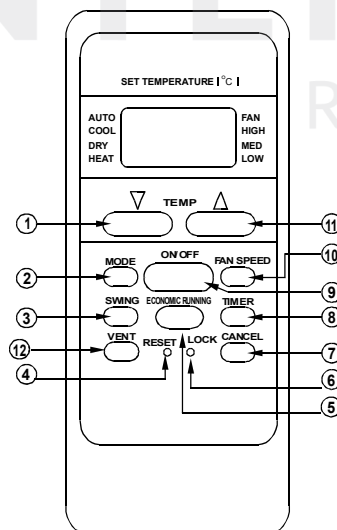 SET TEMPERATURE (°C)
AUTO
COOL
DRY
HEAT
FAN
HIGH
MED
LOW
TEMP
1
11
ON/OFF
MODE
FAN SPEED
2
10
9
SWING
ECONOMIC RUNNING
TIMER
3
8
VENT
RESET
LOCK
CANCEL
12
7
4
6
5